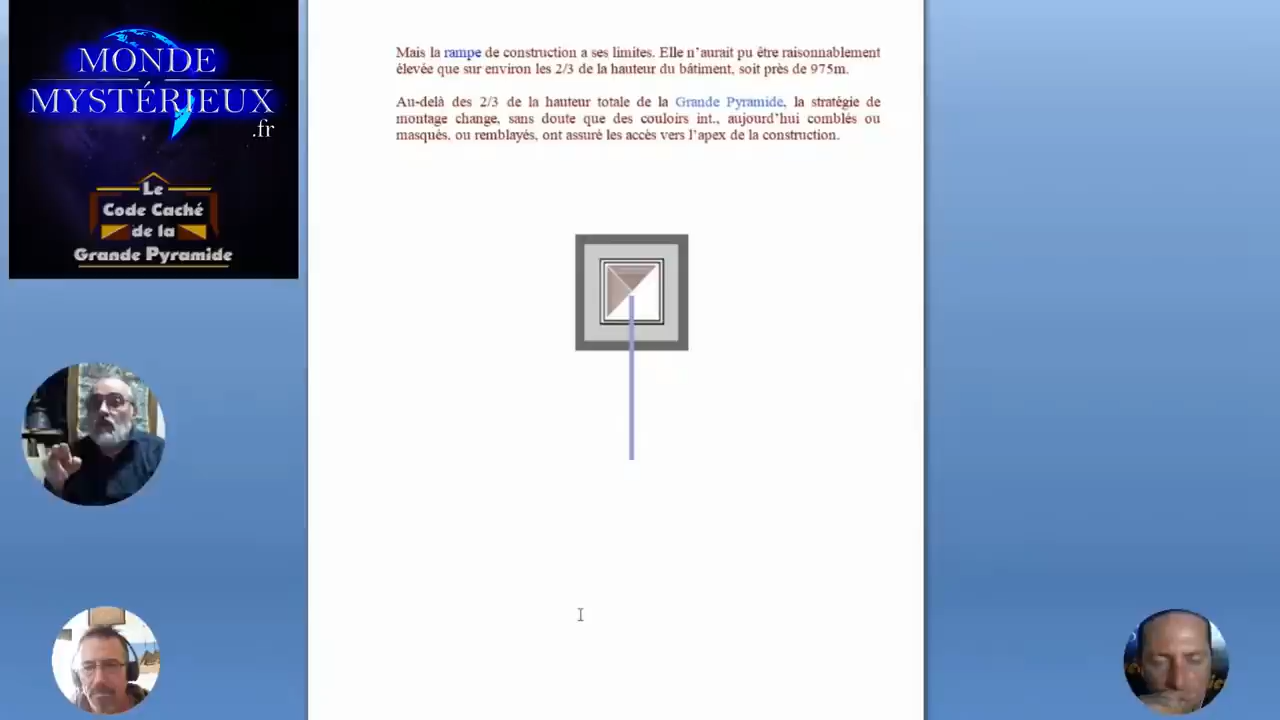 MONDE
MYSTÉRIEUX
.fr
Le
Code Caché
de la
Grande Pyramide
Mais la rampe de construction a ses limites. Elle n'aurait pu être raisonnablement
élevée que sur environ les 2/3 de la hauteur du bâtiment, soit près de 975m.
Au-delà des 2/3 de la hauteur totale de la Grande Pyramide, la stratégie de
montage change, sans doute que des couloirs int., aujourd'hui comblés ou
masqués, ou remblayés, ont assuré les accès vers l'apex de la construction.